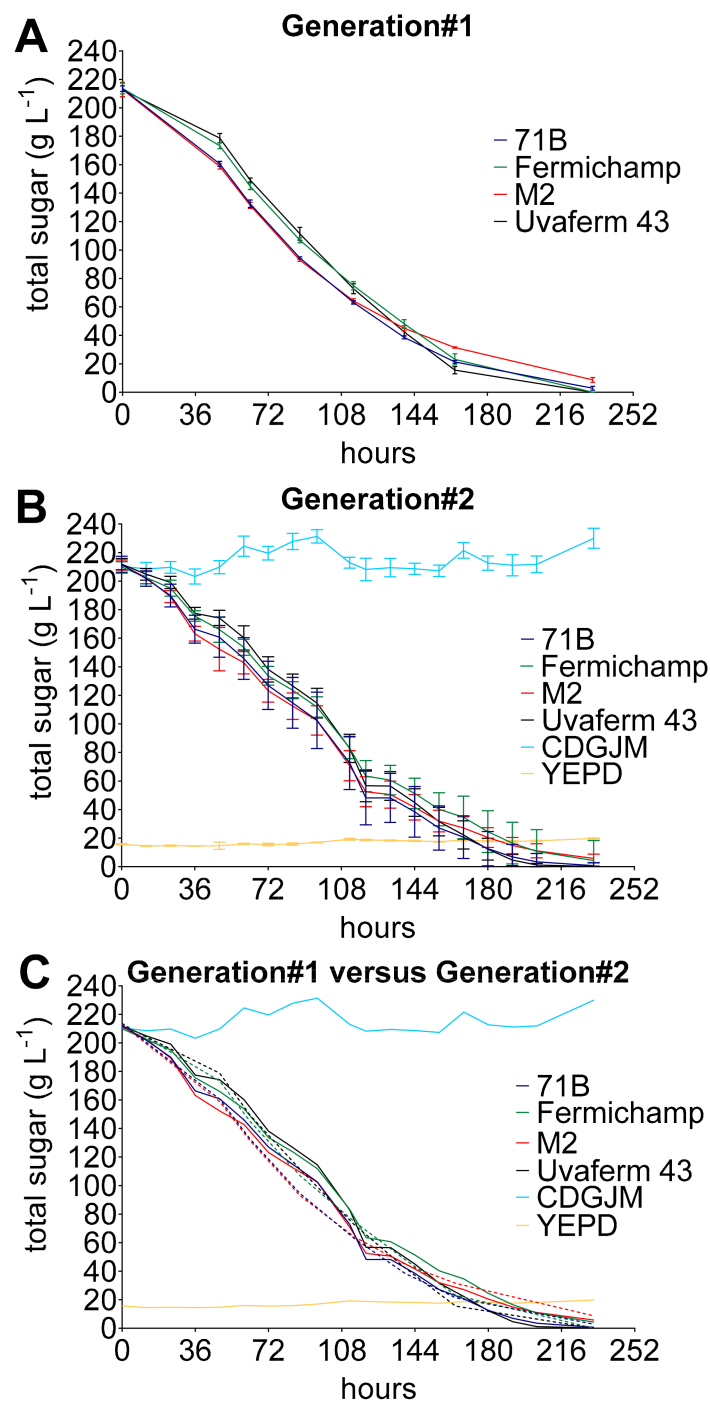 A
Generation#1
240
220
200
180
160
140
120
100
80
60
40
20
0
total sugar (g L⁻¹)
71B
Fermichamp
M2
Uvaferm 43
0 36 72 108 144 180 216 252
hours
B
Generation#2
240
220
200
180
160
140
120
100
80
60
40
20
0
total sugar (g L⁻¹)
71B
Fermichamp
M2
Uvaferm 43
CDGJM
YEPD
0 36 72 108 144 180 216 252
hours
C
Generation#1 versus Generation#2
240
220
200
180
160
140
120
100
80
60
40
20
0
total sugar (g L⁻¹)
71B
Fermichamp
M2
Uvaferm 43
CDGJM
YEPD
0 36 72 108 144 180 216 252
hours